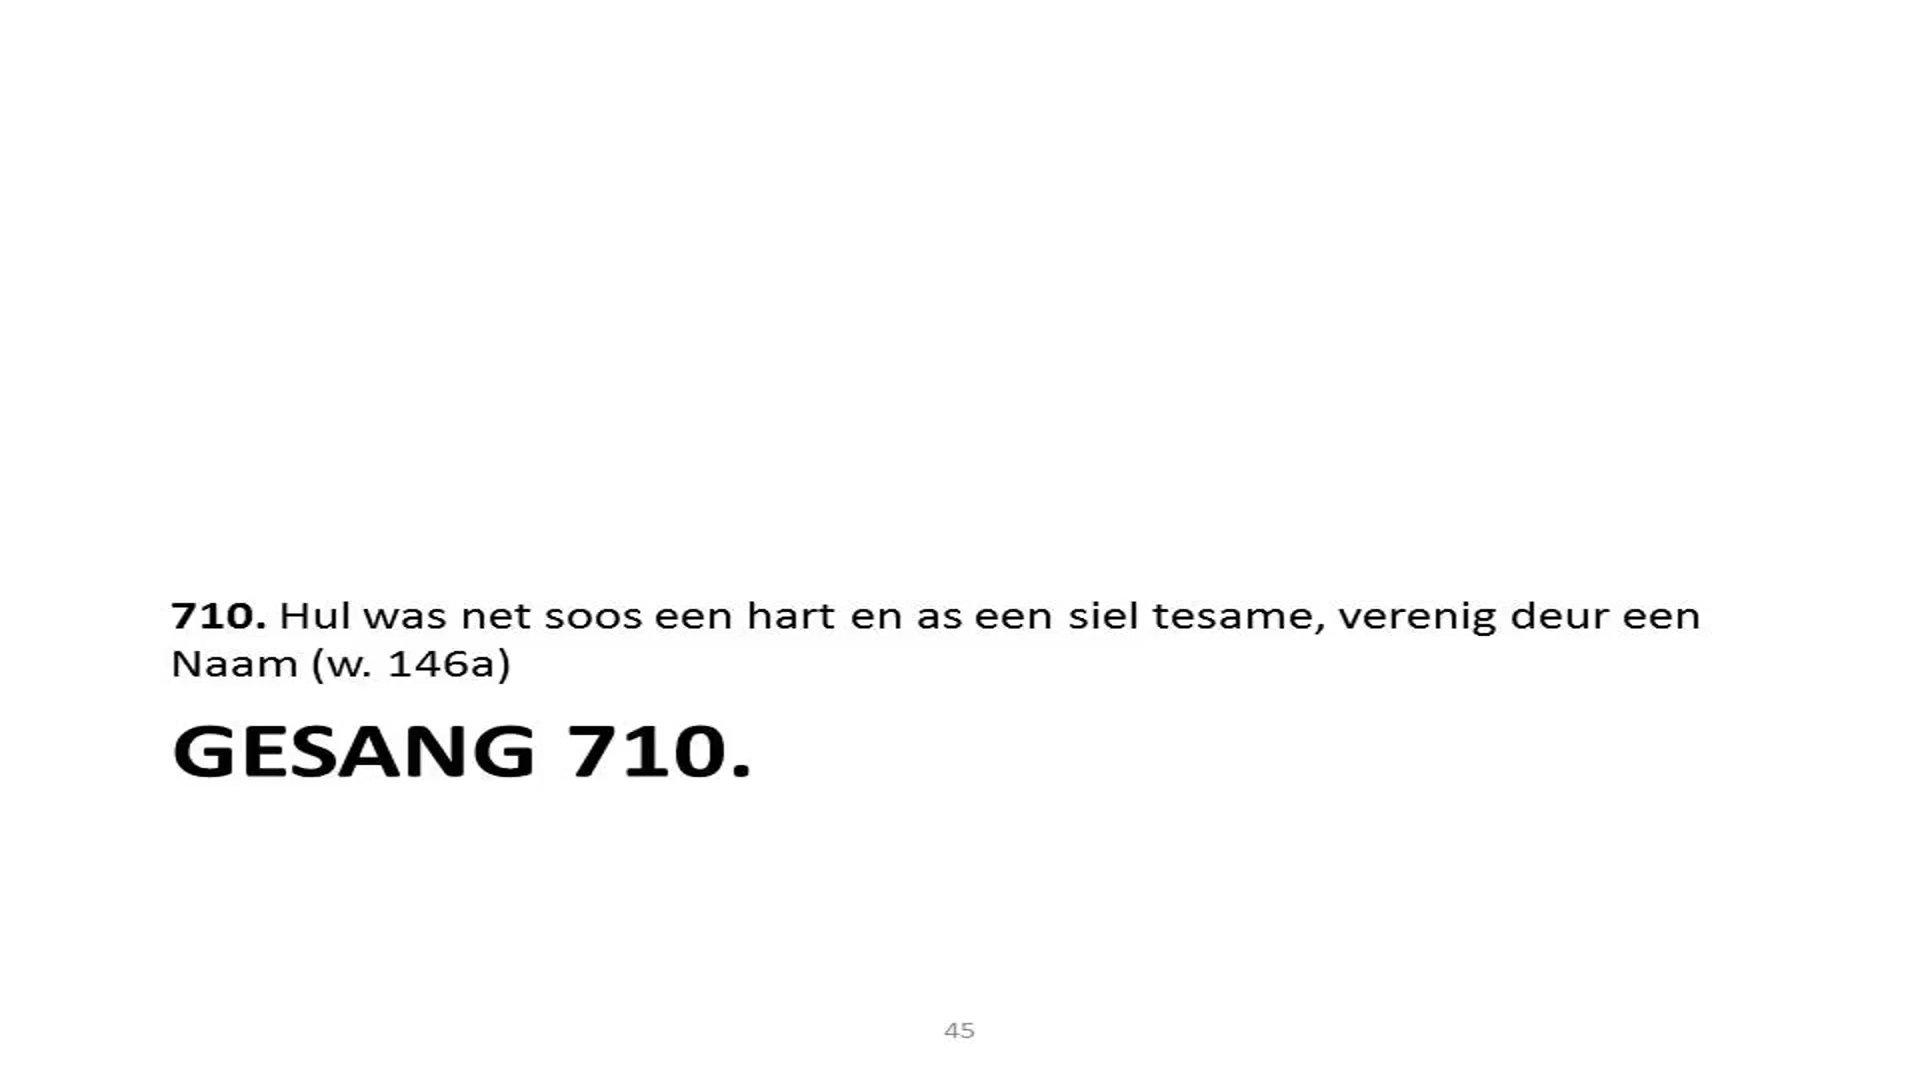 710. Hul was net soos een hart en as een siel tesame, verenig deur een
Naam (w. 146a)
GESANG 710.
45